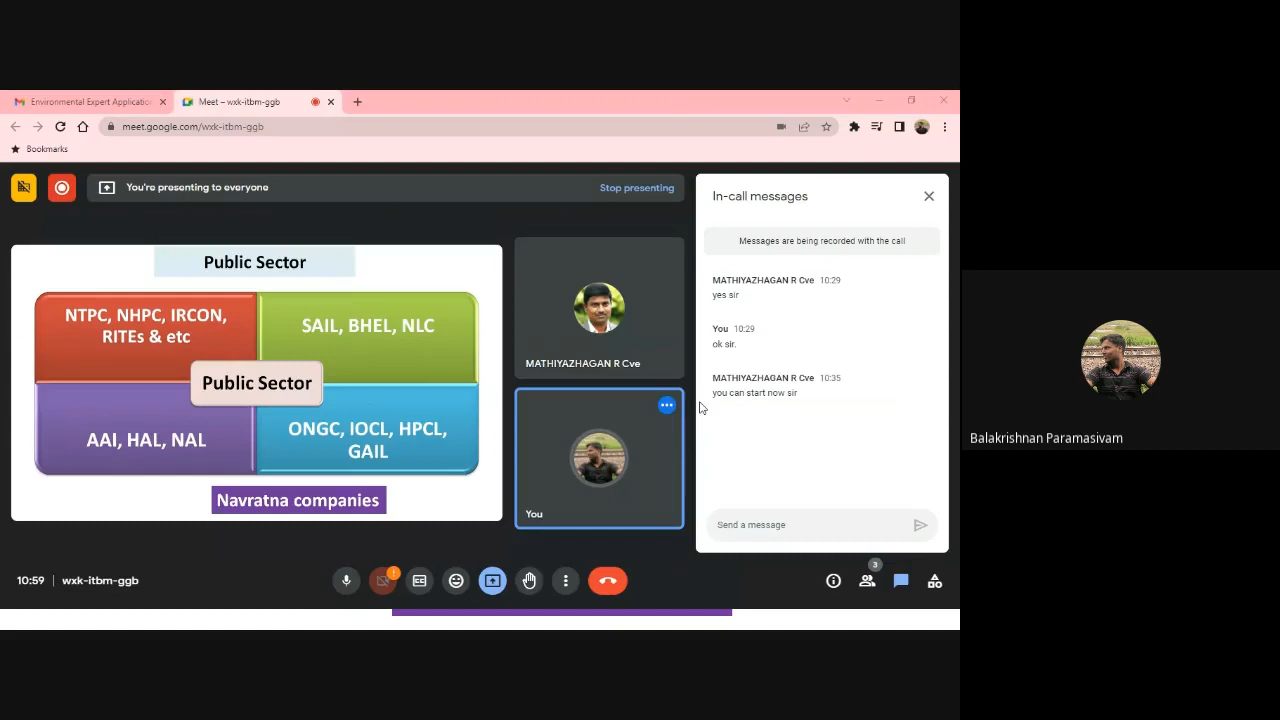 Environmental Expert Applicatio
Meet – wxk-itbm-ggb
meet.google.com/wxk-itbm-ggb
Bookmarks
You're presenting to everyone
Stop presenting
Public Sector
NTPC, NHPC, IRCON,
RITEs & etc
SAIL, BHEL, NLC
Public Sector
AAI, HAL, NAL
ONGC, IOCL, HPCL,
GAIL
Navratna companies
MATHIYAZHAGAN R Cve
You
In-call messages
Messages are being recorded with the call
MATHIYAZHAGAN R Cve 10:29
yes sir
You 10:29
ok sir.
MATHIYAZHAGAN R Cve 10:35
you can start now sir
Send a message
10:59 | wxk-itbm-ggb
3
Balakrishnan Paramasivam